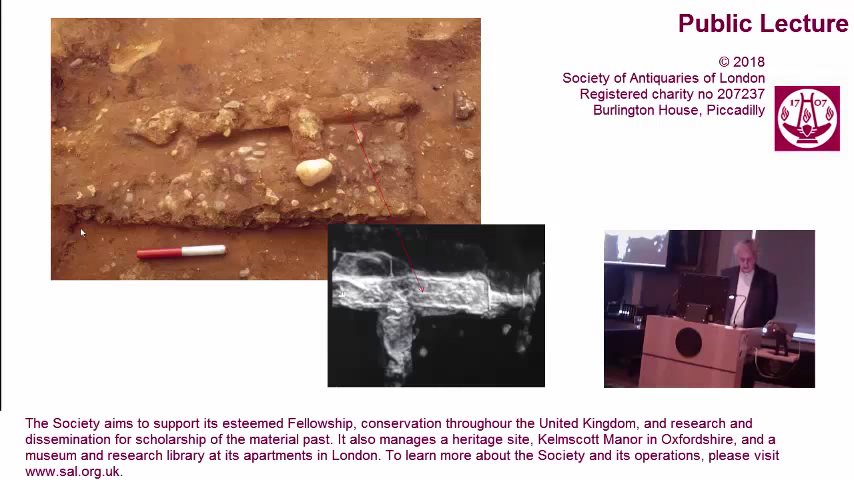 Public Lecture
© 2018
Society of Antiquaries of London
Registered charity no 207237
Burlington House, Piccadilly
1707
The Society aims to support its esteemed Fellowship, conservation throughour the United Kingdom, and research and
dissemination for scholarship of the material past. It also manages a heritage site, Kelmscott Manor in Oxfordshire, and a
museum and research library at its apartments in London. To learn more about the Society and its operations, please visit
www.sal.org.uk.